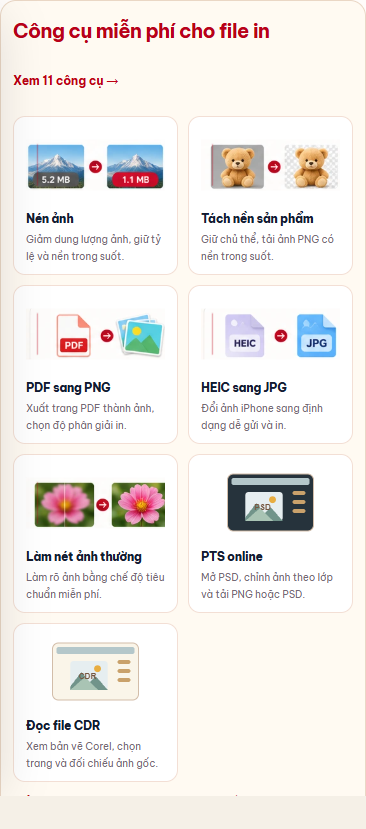 Công cụ miễn phí cho file in
Xem 11 công cụ →
5.2 MB
1.1 MB
Nén ảnh
Giảm dung lượng ảnh, giữ tỷ
lệ và nền trong suốt.
Tách nền sản phẩm
Giữ chủ thể, tải ảnh PNG có
nền trong suốt.
PDF
PDF sang PNG
Xuất trang PDF thành ảnh,
chọn độ phân giải in.
HEIC
JPG
HEIC sang JPG
Đổi ảnh iPhone sang định
dạng dễ gửi và in.
Làm nét ảnh thường
Làm rõ ảnh bằng chế độ tiêu
chuẩn miễn phí.
PSD
PTS online
Mở PSD, chỉnh ảnh theo lớp
và tải PNG hoặc PSD.
CDR
Đọc file CDR
Xem bản vẽ Corel, chọn
trang và đối chiếu ảnh gốc.